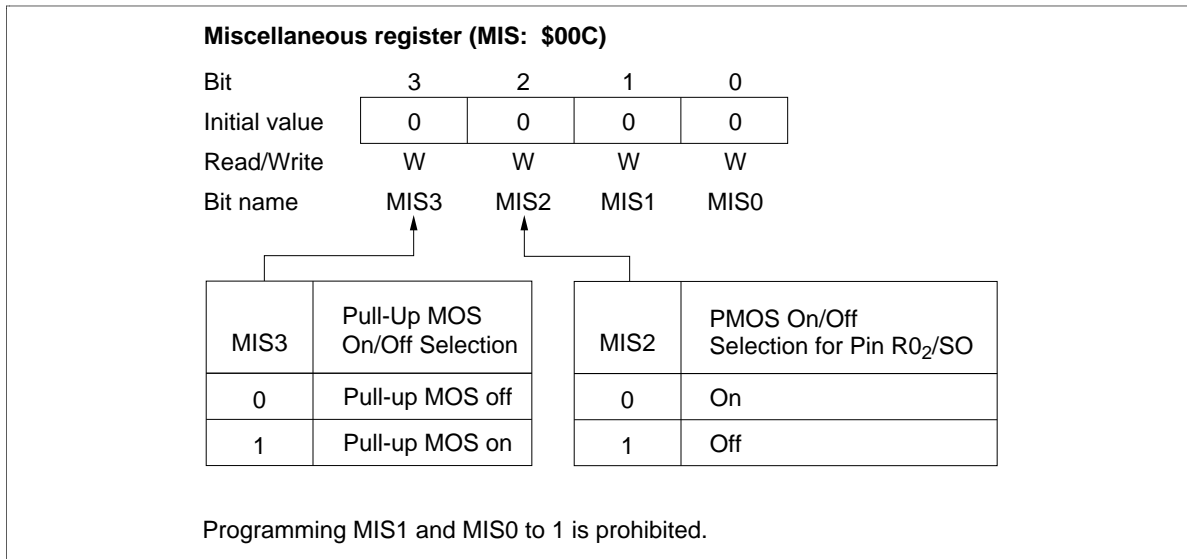 Miscellaneous register (MIS: $00C)
Bit 3 2 1 0
Initial value 0 0 0 0
Read/Write W W W W
Bit name MIS3 MIS2 MIS1 MIS0
MIS3 Pull-Up MOS
On/Off Selection
0 Pull-up MOS off
1 Pull-up MOS on
MIS2 PMOS On/Off
Selection for Pin R0₂/SO
0 On
1 Off
Programming MIS1 and MIS0 to 1 is prohibited.